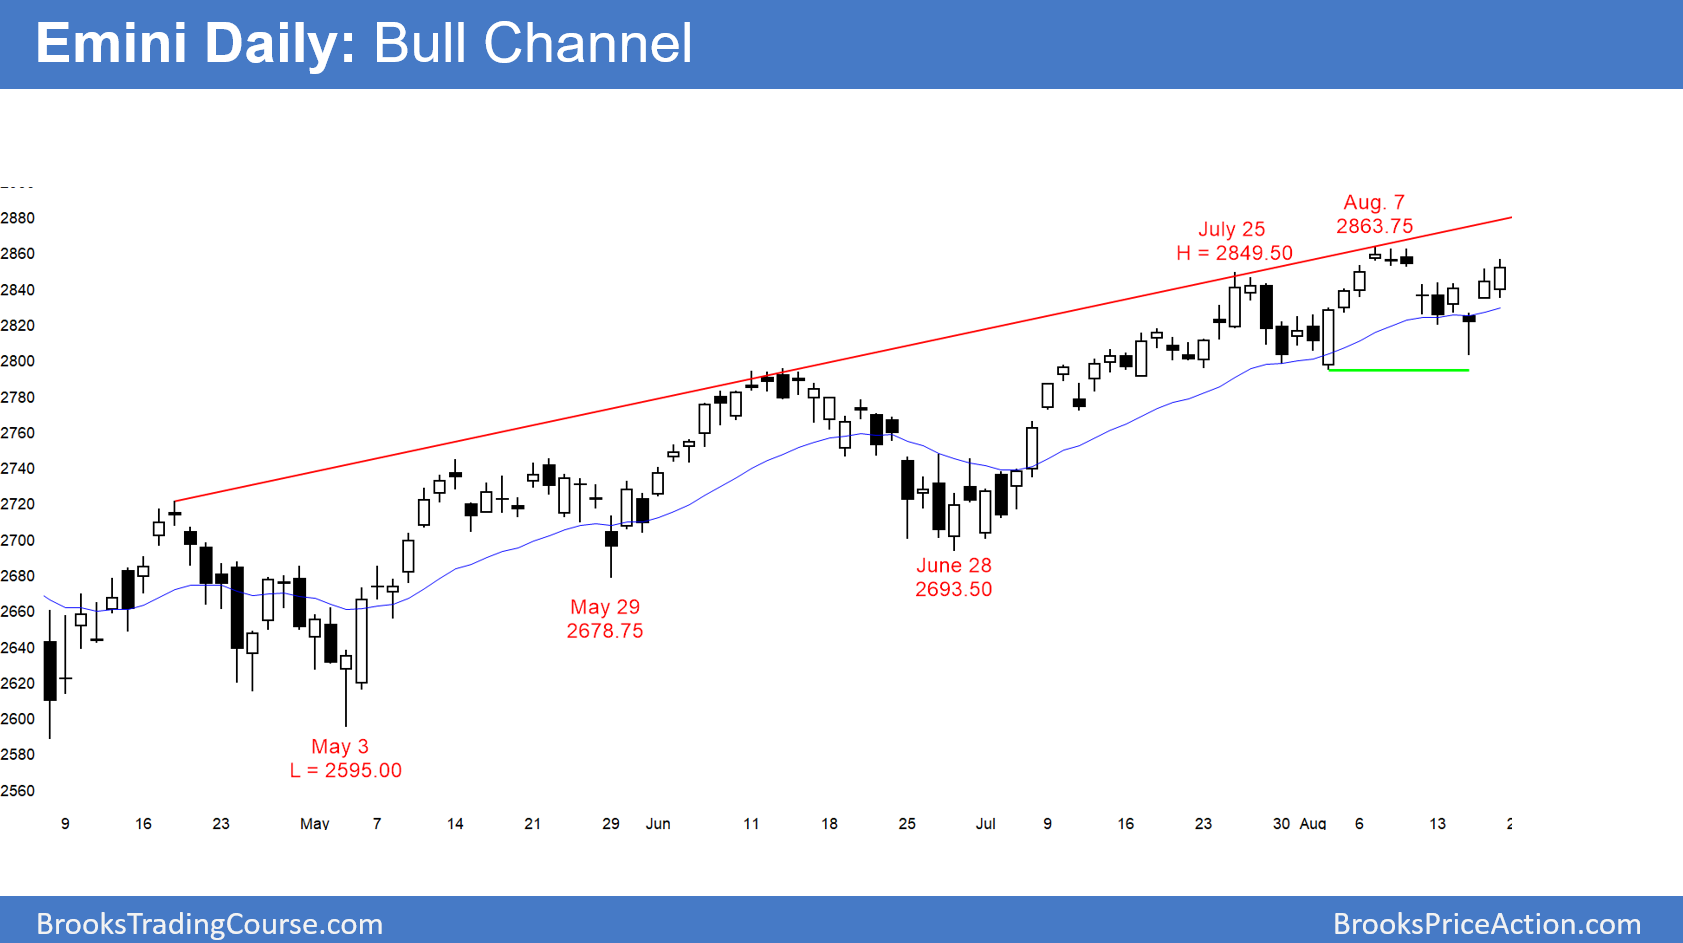 Emini Daily: Bull Channel
2880
2860
2840
2820
2800
2780
2760
2740
2720
2700
2680
2660
2640
2620
2600
2580
2560
Aug. 7
2863.75
July 25
H = 2849.50
June 28
2693.50
May 29
2678.75
May 3
L = 2595.00
9 16 23 May 7 14 21 29 Jun 11 18 25 Jul 9 16 23 30 Aug 6 13
BrooksTradingCourse.com
BrooksPriceAction.com